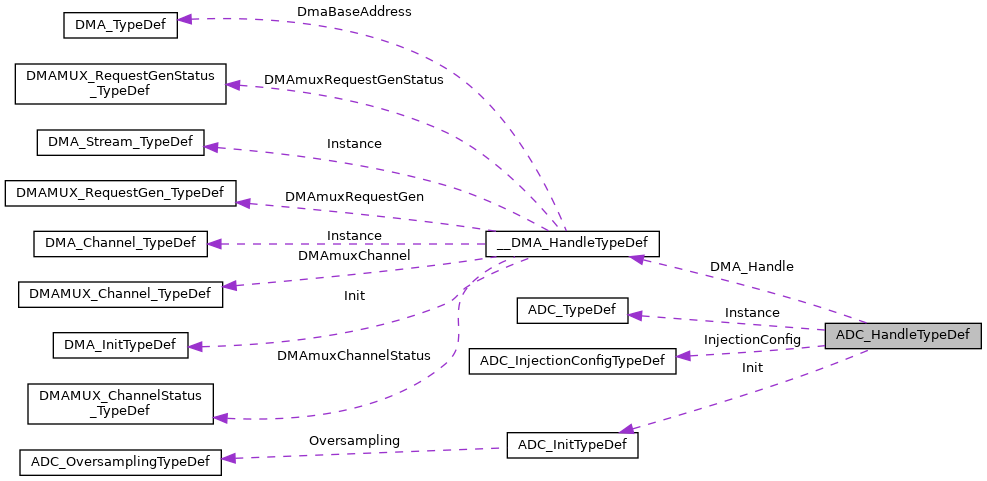 DmaBaseAddress
DMA_TypeDef
DMAMUX_RequestGenStatus
_TypeDef
DMAmuxRequestGenStatus
DMA_Stream_TypeDef
Instance
DMAMUX_RequestGen_TypeDef
DMAmuxRequestGen
DMA_Channel_TypeDef
Instance
__DMA_HandleTypeDef
DMAmuxChannel
DMA_Handle
DMAMUX_Channel_TypeDef
Init
ADC_TypeDef
Instance
ADC_HandleTypeDef
DMA_InitTypeDef
InjectionConfig
DMAmuxChannelStatus
ADC_InjectionConfigTypeDef
Init
DMAMUX_ChannelStatus
_TypeDef
Oversampling
ADC_InitTypeDef
ADC_OversamplingTypeDef